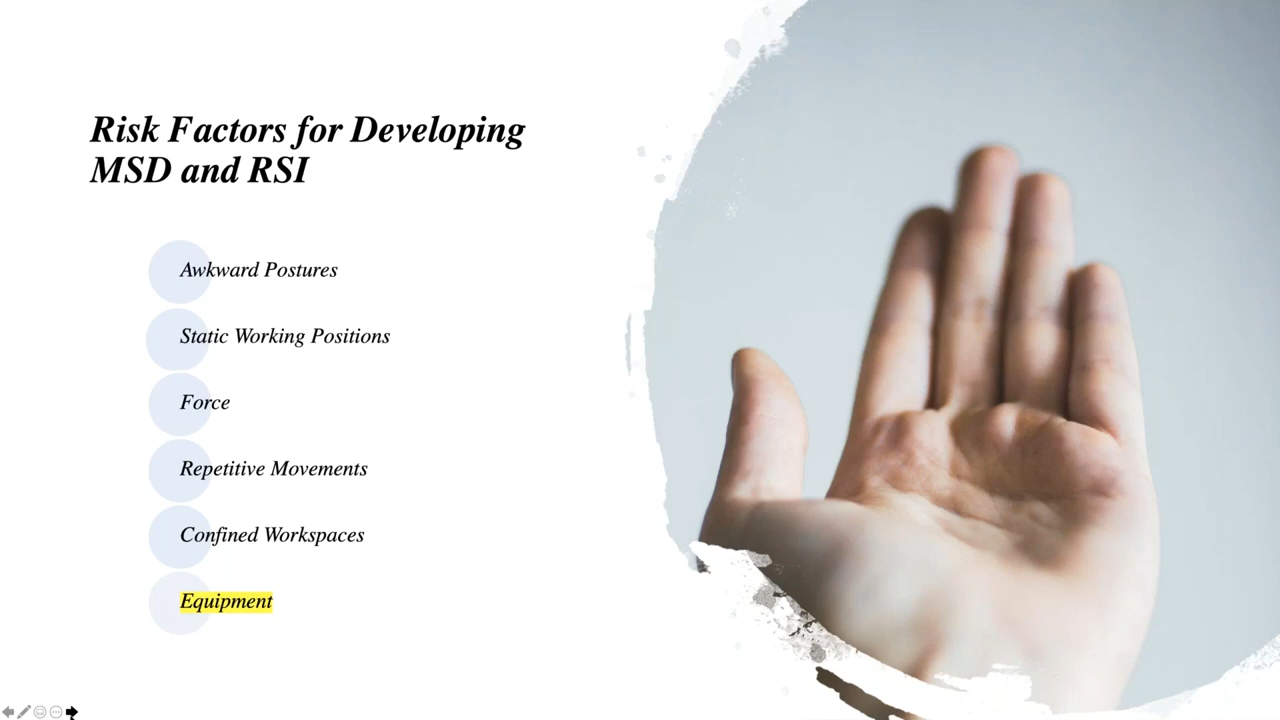 Risk Factors for Developing
MSD and RSI
Awkward Postures
Static Working Positions
Force
Repetitive Movements
Confined Workspaces
Equipment